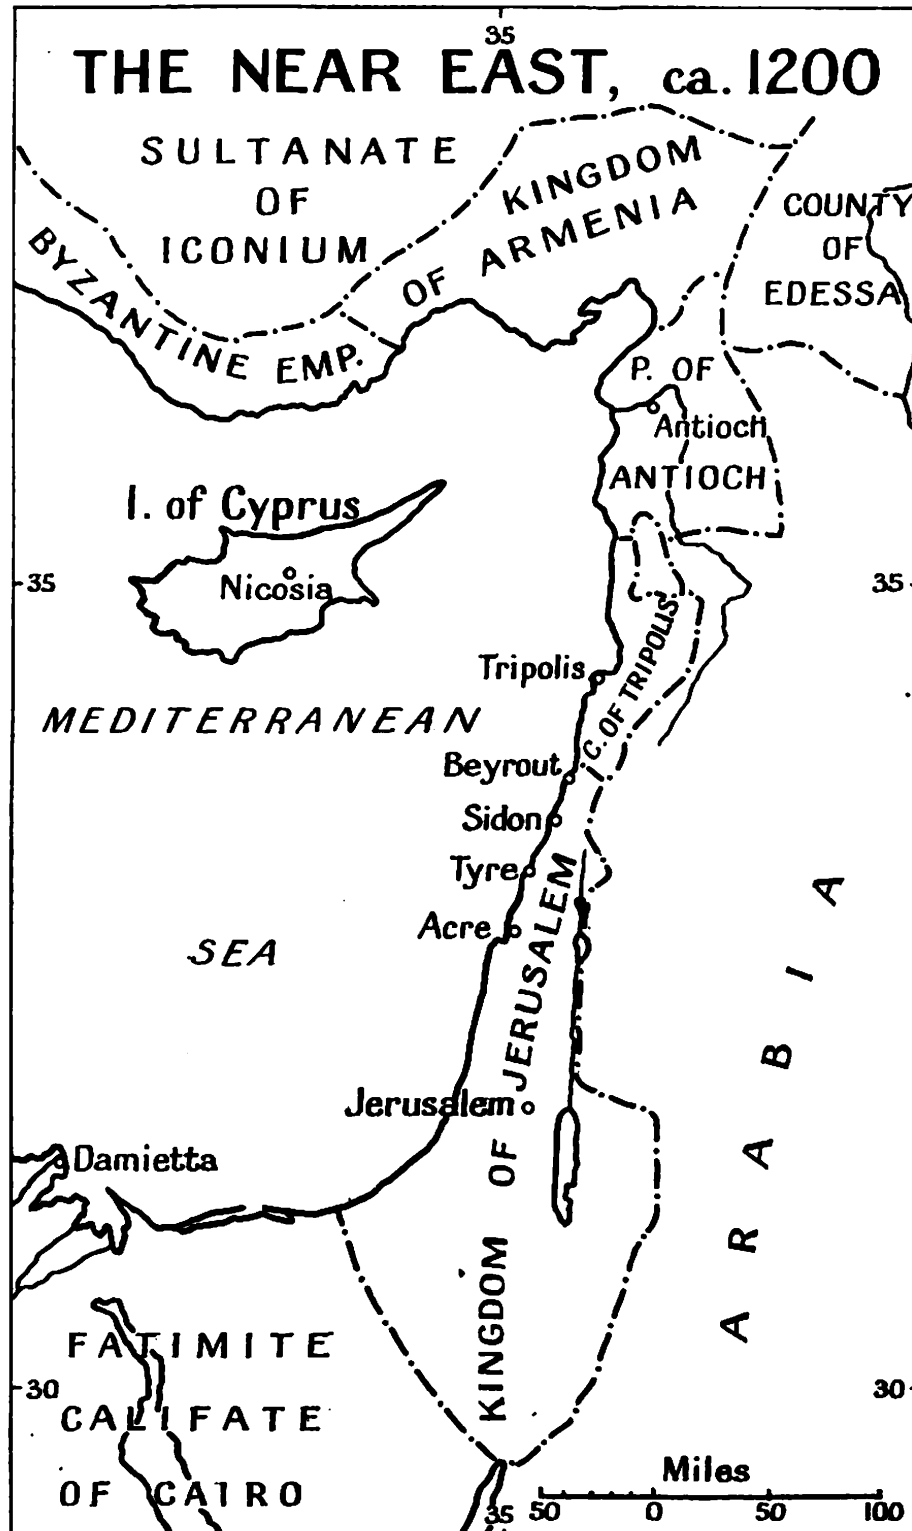 35
THE NEAR EAST, ca. 1200
SULTANATE
OF
ICONIUM
KINGDOM
OF ARMENIA
COUNTY
OF
EDESSA
BYZANTINE EMP.
P. OF
Antioch
ANTIOCH
I. of Cyprus
Nicosia
35
35
C. OF TRIPOLIS
Tripolis
MEDITERRANEAN
Beyrout
Sidon
Tyre
Acre
SEA
KINGDOM OF JERUSALEM
ARABIA
Jerusalem
Damietta
FATIMITE
CALIFATE
OF CAIRO
30
30
Miles
35
50 0 50 100